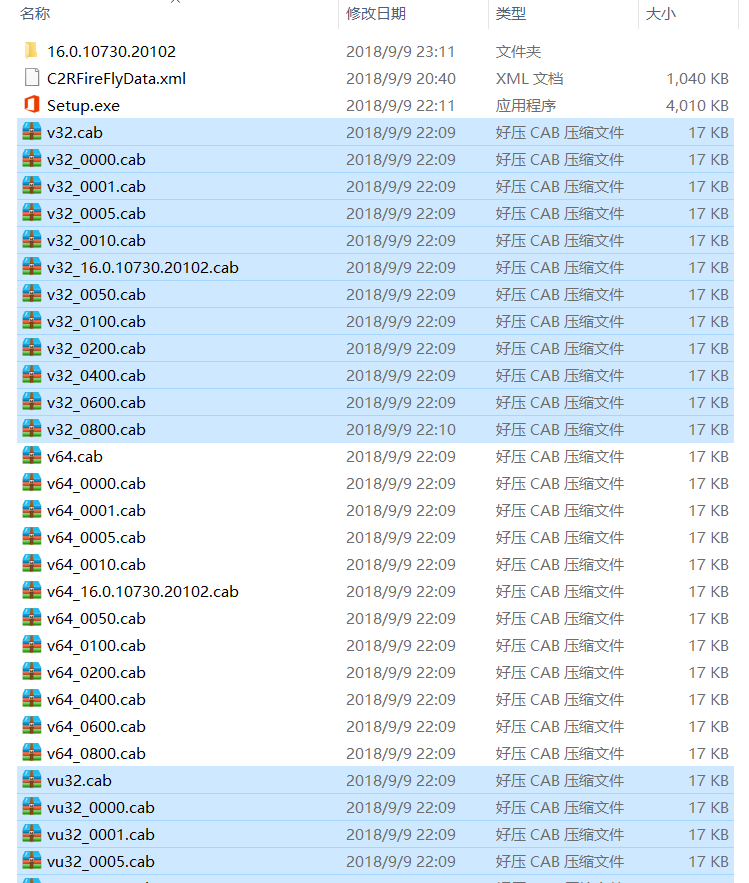 名称 修改日期 类型 大小
16.0.10730.20102 2018/9/9 23:11 文件夹
C2RFireFlyData.xml 2018/9/9 20:40 XML 文档 1,040 KB
Setup.exe 2018/9/9 22:11 应用程序 4,010 KB
v32.cab 2018/9/9 22:09 好压 CAB 压缩文件 17 KB
v32_0000.cab 2018/9/9 22:09 好压 CAB 压缩文件 17 KB
v32_0001.cab 2018/9/9 22:09 好压 CAB 压缩文件 17 KB
v32_0005.cab 2018/9/9 22:09 好压 CAB 压缩文件 17 KB
v32_0010.cab 2018/9/9 22:09 好压 CAB 压缩文件 17 KB
v32_16.0.10730.20102.cab 2018/9/9 22:09 好压 CAB 压缩文件 17 KB
v32_0050.cab 2018/9/9 22:09 好压 CAB 压缩文件 17 KB
v32_0100.cab 2018/9/9 22:09 好压 CAB 压缩文件 17 KB
v32_0200.cab 2018/9/9 22:09 好压 CAB 压缩文件 17 KB
v32_0400.cab 2018/9/9 22:09 好压 CAB 压缩文件 17 KB
v32_0600.cab 2018/9/9 22:09 好压 CAB 压缩文件 17 KB
v32_0800.cab 2018/9/9 22:10 好压 CAB 压缩文件 17 KB
v64.cab 2018/9/9 22:09 好压 CAB 压缩文件 17 KB
v64_0000.cab 2018/9/9 22:09 好压 CAB 压缩文件 17 KB
v64_0001.cab 2018/9/9 22:09 好压 CAB 压缩文件 17 KB
v64_0005.cab 2018/9/9 22:09 好压 CAB 压缩文件 17 KB
v64_0010.cab 2018/9/9 22:09 好压 CAB 压缩文件 17 KB
v64_16.0.10730.20102.cab 2018/9/9 22:09 好压 CAB 压缩文件 17 KB
v64_0050.cab 2018/9/9 22:09 好压 CAB 压缩文件 17 KB
v64_0100.cab 2018/9/9 22:09 好压 CAB 压缩文件 17 KB
v64_0200.cab 2018/9/9 22:09 好压 CAB 压缩文件 17 KB
v64_0400.cab 2018/9/9 22:09 好压 CAB 压缩文件 17 KB
v64_0600.cab 2018/9/9 22:09 好压 CAB 压缩文件 17 KB
v64_0800.cab 2018/9/9 22:09 好压 CAB 压缩文件 17 KB
vu32.cab 2018/9/9 22:09 好压 CAB 压缩文件 17 KB
vu32_0000.cab 2018/9/9 22:09 好压 CAB 压缩文件 17 KB
vu32_0001.cab 2018/9/9 22:09 好压 CAB 压缩文件 17 KB
vu32_0005.cab 2018/9/9 22:09 好压 CAB 压缩文件 17 KB